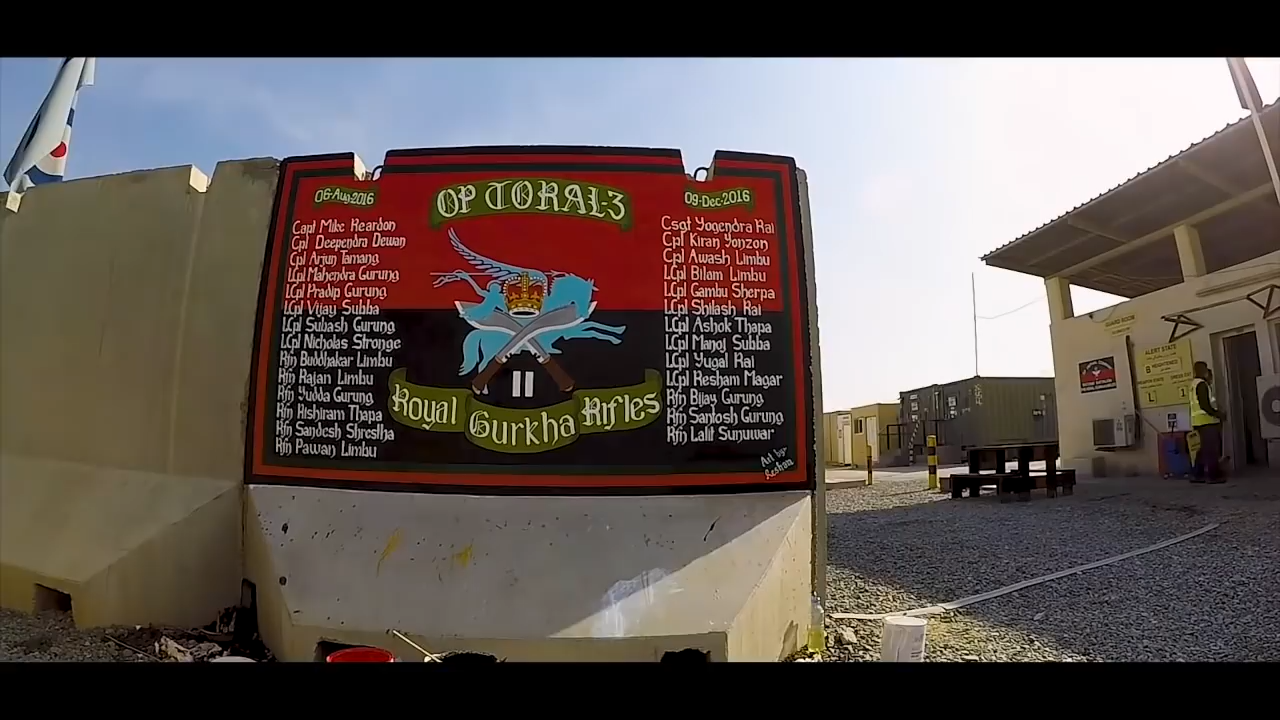 06-Aug-2016
OP TORAL-3
09-Dec-2016
Capt Mike Reardon
Cpl Deependra Dewan
Cpl Arjun Tamang
LCpl Mahendra Gurung
LCpl Pradip Gurung
LCpl Vijay Subba
LCpl Subash Gurung
LCpl Nicholas Stronge
Rfn Buddhakar Limbu
Rfn Rajan Limbu
Rfn Yudda Gurung
Rfn Rishiram Thapa
Rfn Sandesh Shrestha
Rfn Pawan Limbu
Csgt Yogendra Rai
Cpl Kiran Yonzon
Cpl Awash Limbu
LCpl Bilam Limbu
LCpl Gambu Sherpa
LCpl Shilash Rai
LCpl Ashok Thapa
LCpl Manoj Subba
LCpl Yugal Rai
LCpl Resham Magar
Rfn Bijay Gurung
Rfn Santosh Gurung
Rfn Lalit Sunuwar
II
Royal Gurkha Rifles
Art by:
GUARD ROOM
ALERT STATE